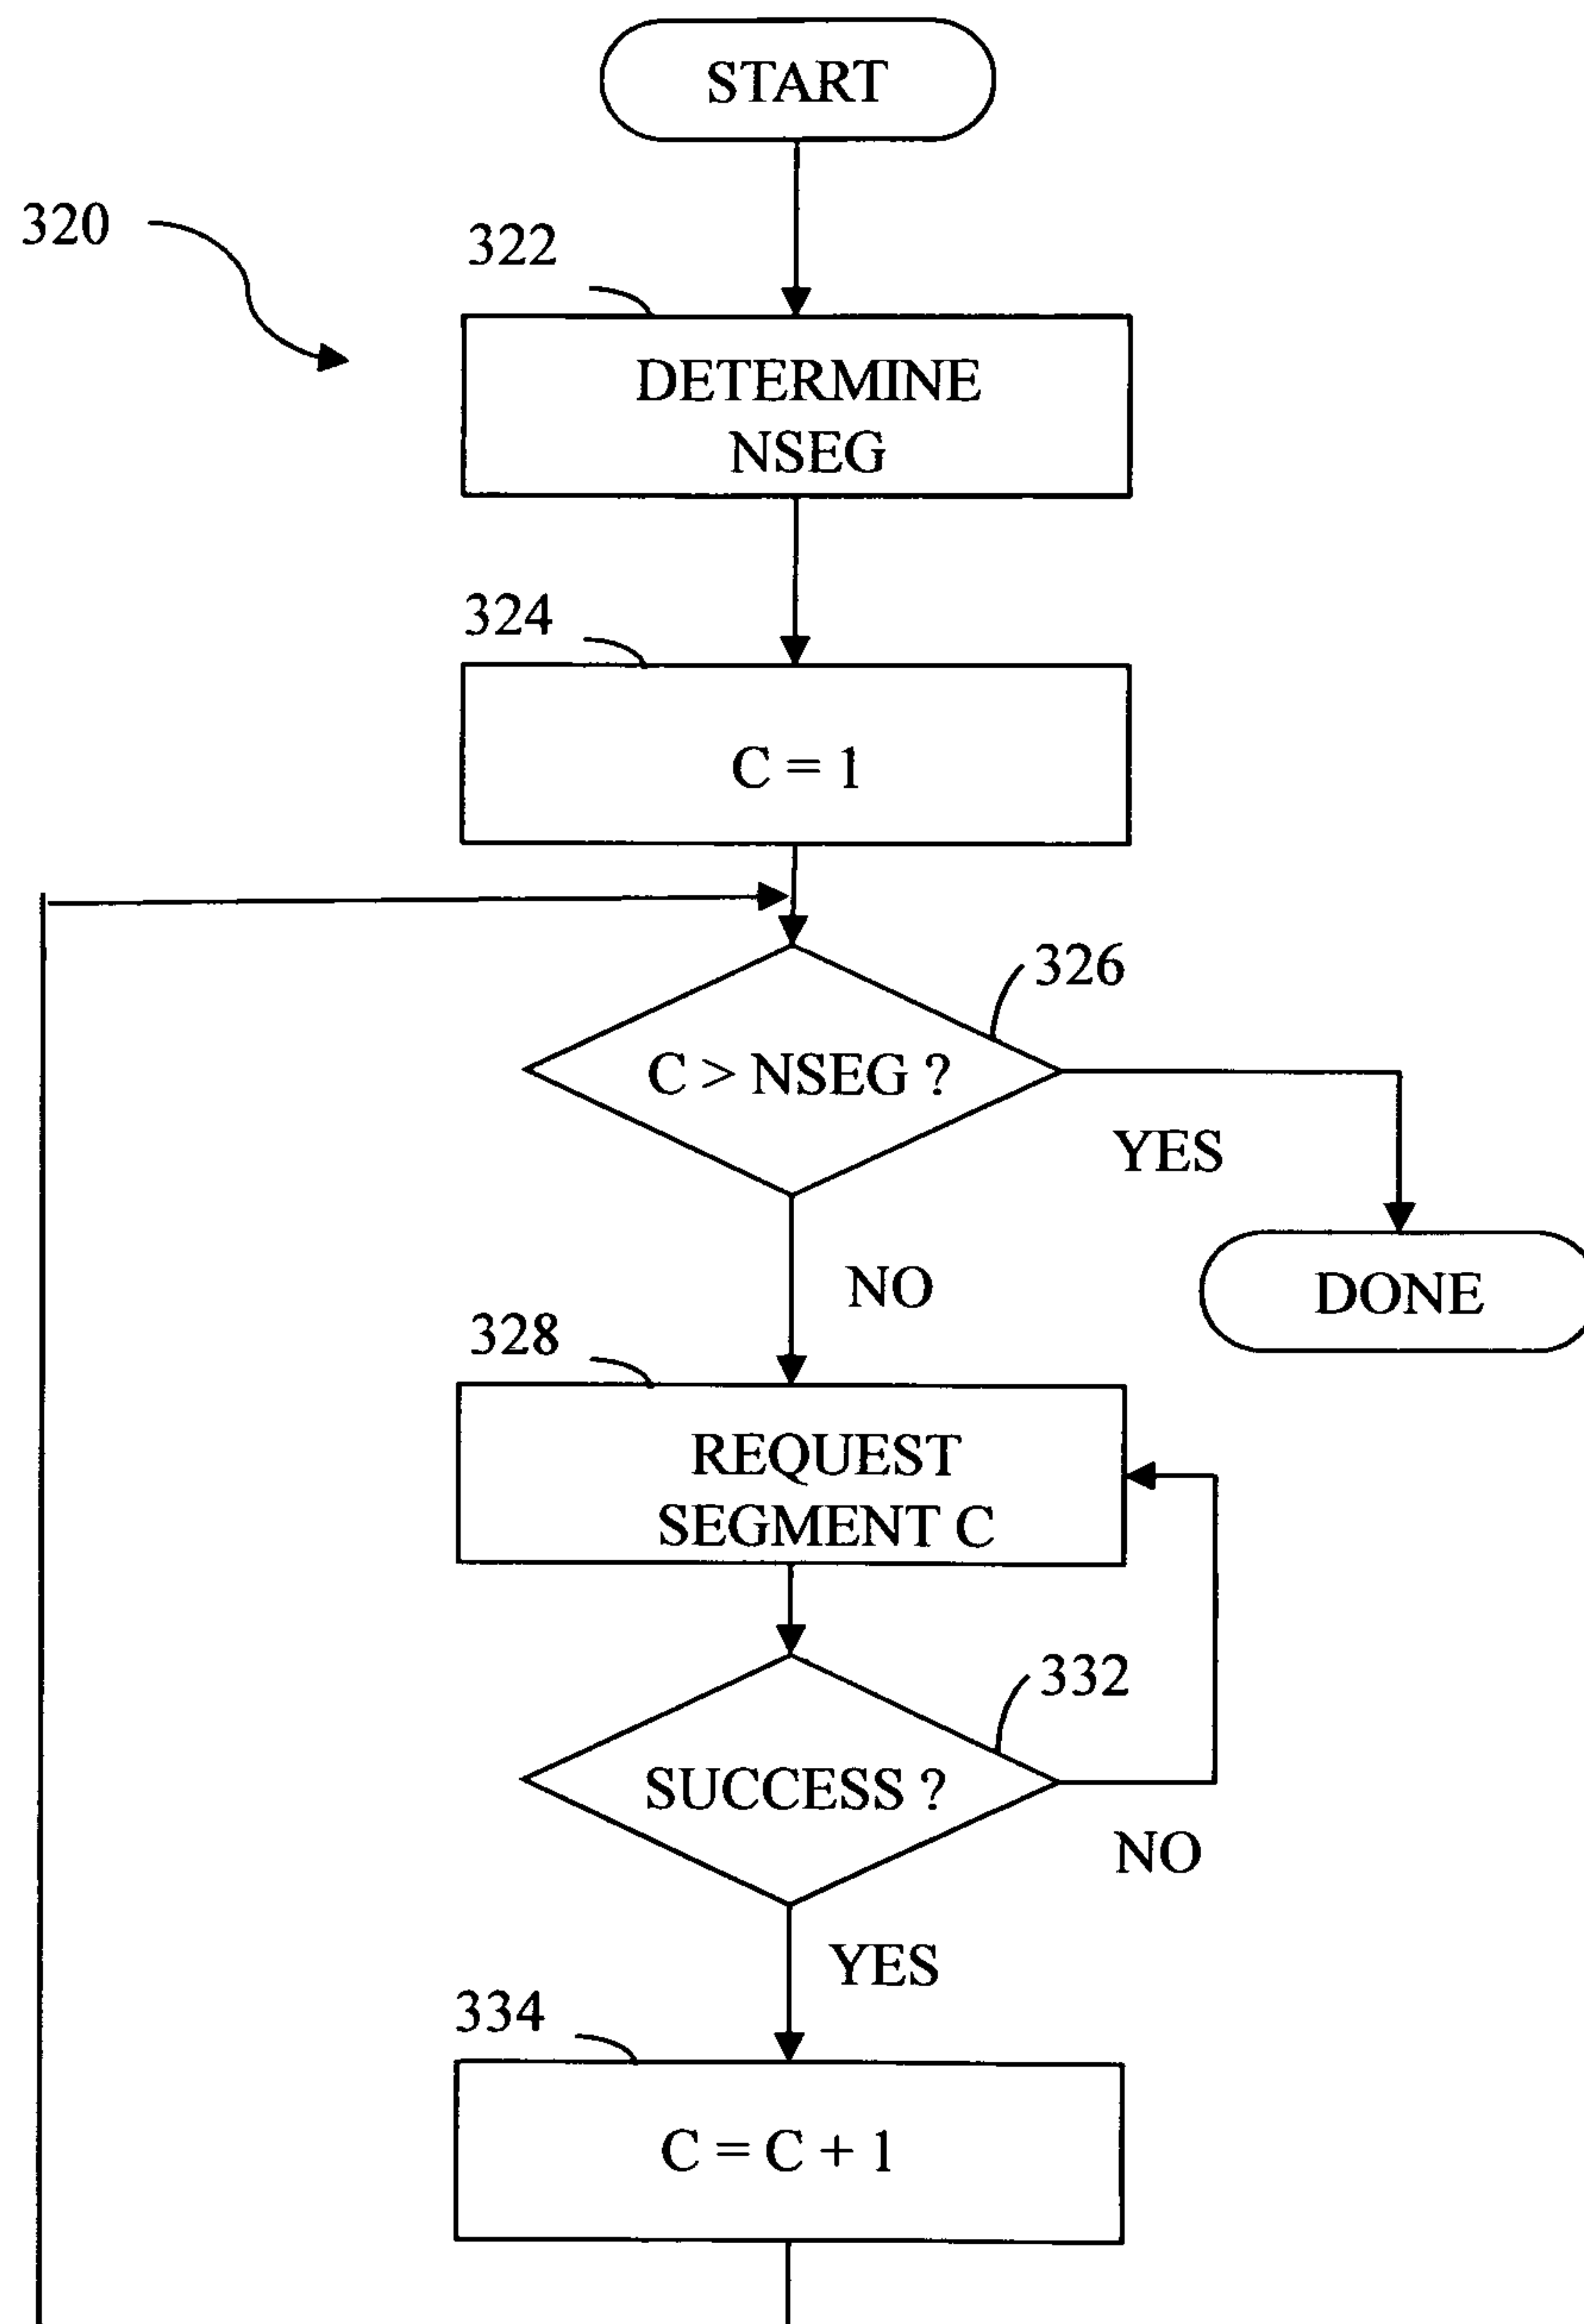 START
320
322
DETERMINE
NSEG
324
C = 1
326
C > NSEG ?
YES
DONE
NO
328
REQUEST
SEGMENT C
332
SUCCESS ?
NO
YES
334
C = C + 1